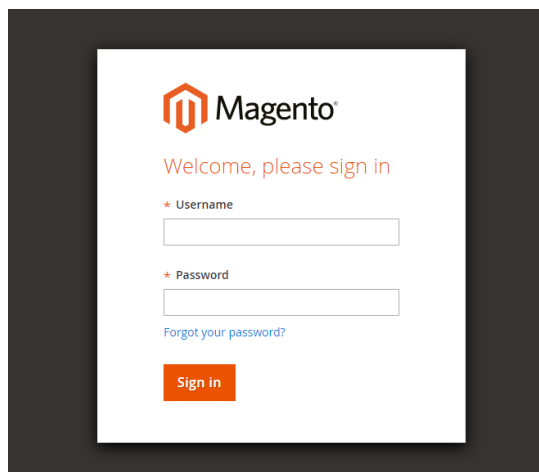 Magento®
Welcome, please sign in
* Username
* Password
Forgot your password?
Sign in